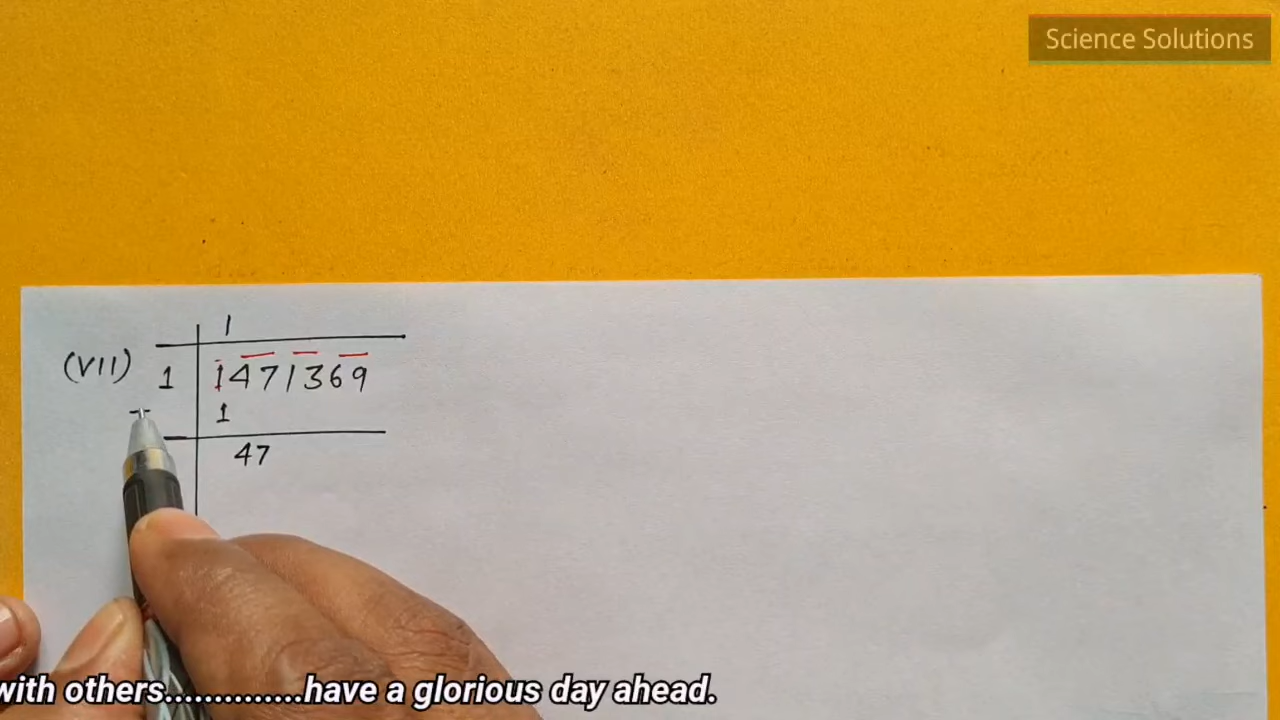 Science Solutions
1
(VII) 1 1471369
+ 1
47
with others..............have a glorious day ahead.